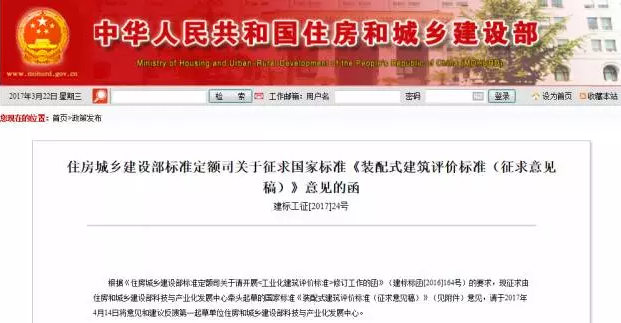 中华人民共和国住房和城乡建设部
Ministry of Housing and Urban-Rural Development of the People's Republic of China (MOHURD)
www.mohurd.gov.cn
2017年3月22日 星期三 检 索 工作邮箱：用户名 密码 登录 设为首页 收藏本站
您现在的位置：首页>政策发布
住房城乡建设部标准定额司关于征求国家标准《装配式建筑评价标准（征求意见
稿）》意见的函
建标工征[2017]24号
根据《住房城乡建设部标准定额司关于请开展<工业化建筑评价标准>修订工作的函》（建标标函[2016]164号）的要求，现征求由
住房和城乡建设部科技与产业化发展中心牵头起草的国家标准《装配式建筑评价标准（征求意见稿）》（见附件）意见，请于2017年
4月14日将意见和建议反馈第一起草单位住房和城乡建设部科技与产业化发展中心。